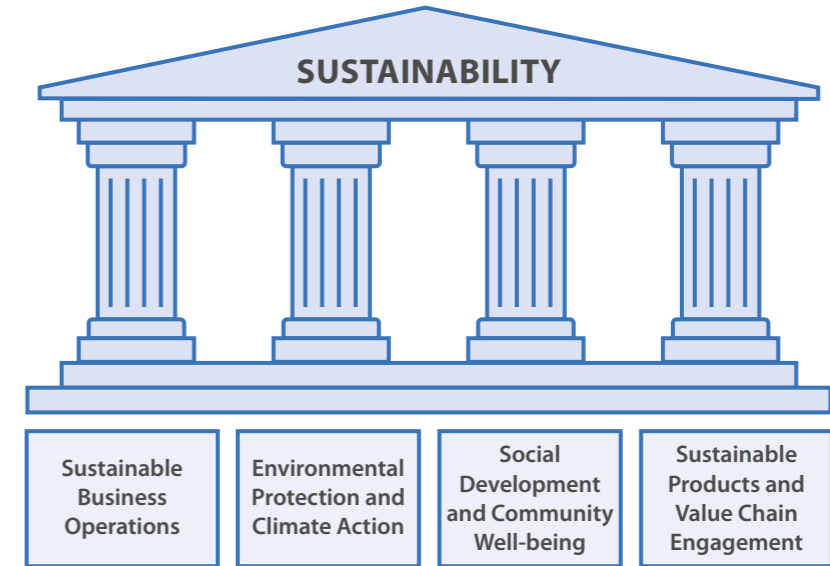 SUSTAINABILITY
Sustainable
Business
Operations
Environmental
Protection and
Climate Action
Social
Development
and Community
Well-being
Sustainable
Products and
Value Chain
Engagement